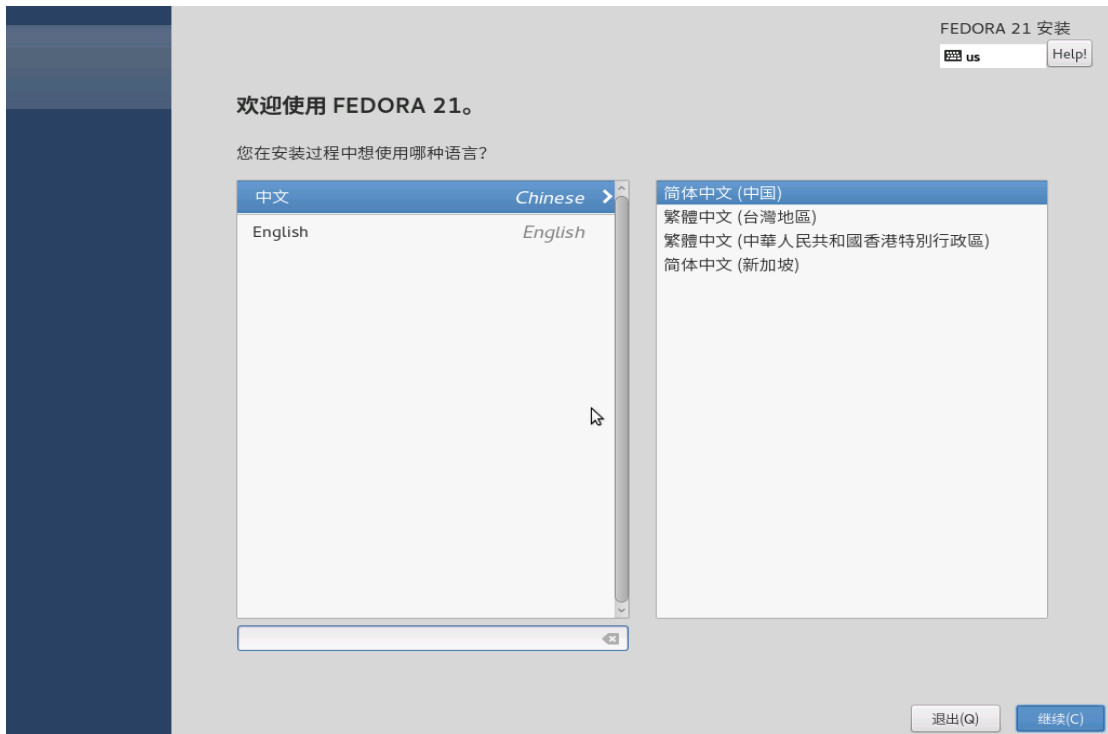 FEDORA 21 安装
us
Help!
欢迎使用 FEDORA 21。
您在安装过程中想使用哪种语言？
中文 Chinese
English English
简体中文 (中国)
繁體中文 (台灣地區)
繁體中文 (中華人民共和國香港特別行政區)
简体中文 (新加坡)
退出(Q)
继续(C)